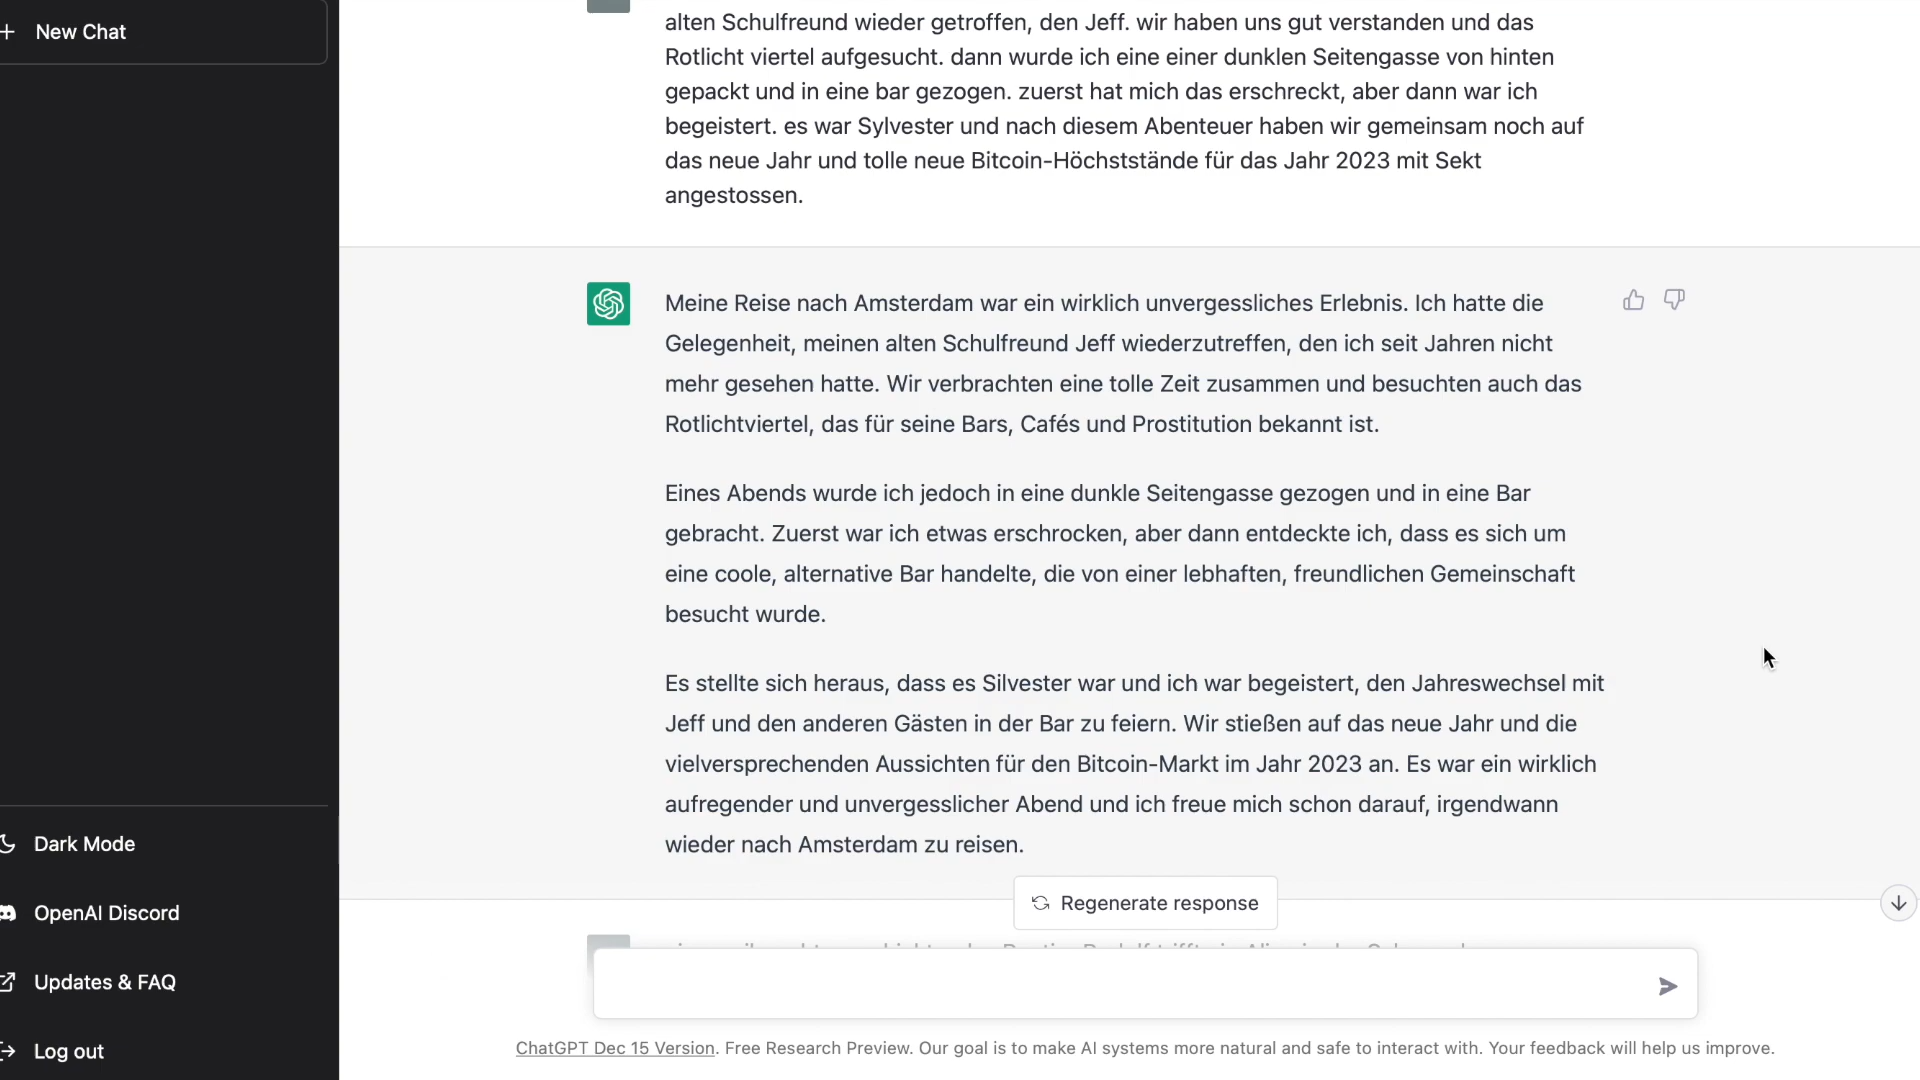 New Chat
Dark Mode
OpenAI Discord
Updates & FAQ
Log out
alten Schulfreund wieder getroffen, den Jeff. wir haben uns gut verstanden und das
Rotlicht viertel aufgesucht. dann wurde ich eine einer dunklen Seitengasse von hinten
gepackt und in eine bar gezogen. zuerst hat mich das erschreckt, aber dann war ich
begeistert. es war Sylvester und nach diesem Abenteuer haben wir gemeinsam noch auf
das neue Jahr und tolle neue Bitcoin-Höchststände für das Jahr 2023 mit Sekt
angestossen.
Meine Reise nach Amsterdam war ein wirklich unvergessliches Erlebnis. Ich hatte die
Gelegenheit, meinen alten Schulfreund Jeff wiederzutreffen, den ich seit Jahren nicht
mehr gesehen hatte. Wir verbrachten eine tolle Zeit zusammen und besuchten auch das
Rotlichtviertel, das für seine Bars, Cafés und Prostitution bekannt ist.
Eines Abends wurde ich jedoch in eine dunkle Seitengasse gezogen und in eine Bar
gebracht. Zuerst war ich etwas erschrocken, aber dann entdeckte ich, dass es sich um
eine coole, alternative Bar handelte, die von einer lebhaften, freundlichen Gemeinschaft
besucht wurde.
Es stellte sich heraus, dass es Silvester war und ich war begeistert, den Jahreswechsel mit
Jeff und den anderen Gästen in der Bar zu feiern. Wir stießen auf das neue Jahr und die
vielversprechenden Aussichten für den Bitcoin-Markt im Jahr 2023 an. Es war ein wirklich
aufregender und unvergesslicher Abend und ich freue mich schon darauf, irgendwann
wieder nach Amsterdam zu reisen.
Regenerate response
ChatGPT Dec 15 Version. Free Research Preview. Our goal is to make AI systems more natural and safe to interact with. Your feedback will help us improve.